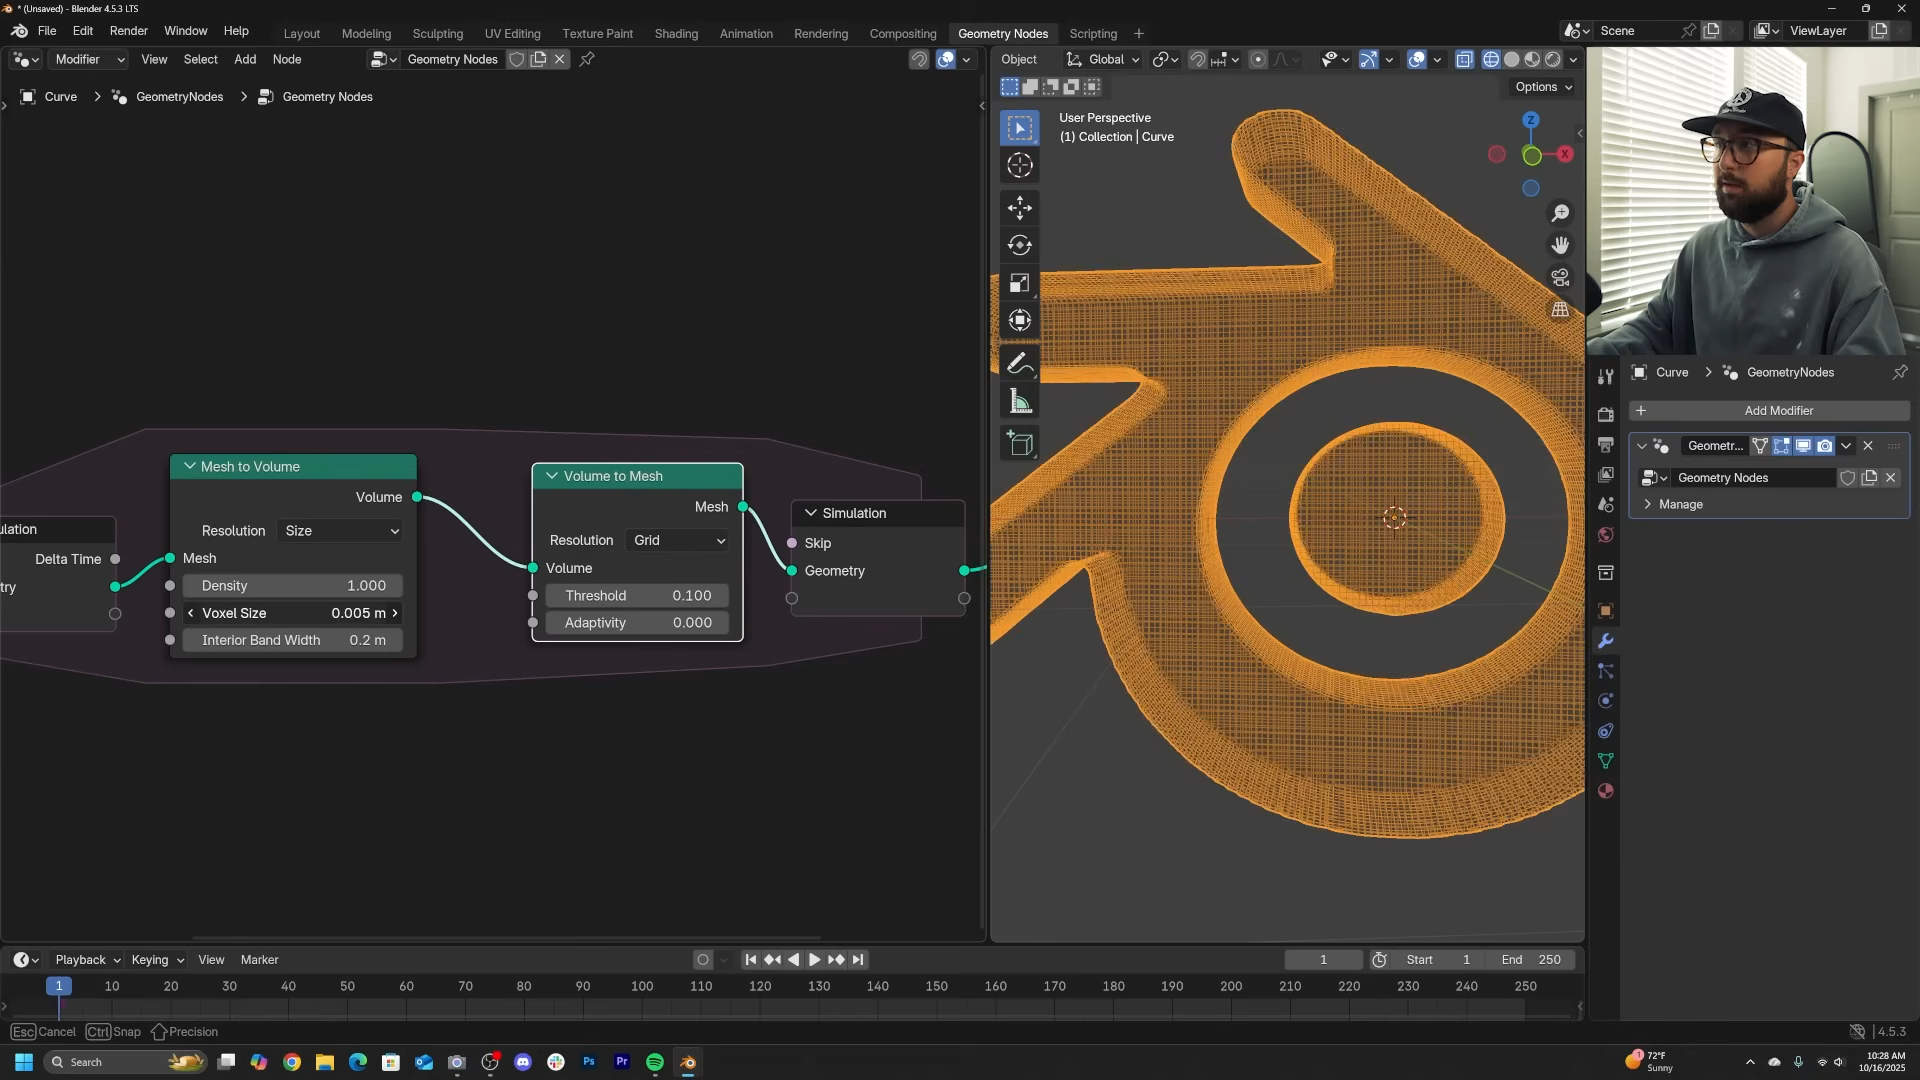 * (Unsaved) - Blender 4.5.3 LTS
File Edit Render Window Help Layout Modeling Sculpting UV Editing Texture Paint Shading Animation Rendering Compositing Geometry Nodes Scripting + Scene ViewLayer
Modifier View Select Add Node Geometry Nodes Object Global
Options
Curve > GeometryNodes > Geometry Nodes
User Perspective
(1) Collection | Curve
Z
X
Curve > GeometryNodes
+ Add Modifier
Geometr...
Geometry Nodes
Manage
Mesh to Volume
Volume
Resolution Size
Mesh
Density 1.000
Voxel Size 0.005 m
Interior Band Width 0.2 m
Volume to Mesh
Mesh
Resolution Grid
Volume
Threshold 0.100
Adaptivity 0.000
Simulation
Skip
Geometry
ulation
Delta Time
try
Playback Keying View Marker 1 Start 1 End 250
1 10 20 30 40 50 60 70 80 90 100 110 120 130 140 150 160 170 180 190 200 210 220 230 240 250
Esc Cancel Ctrl Snap Precision 4.5.3
Search Ps Pr 1 72°F Sunny 10:28 AM
10/16/2025